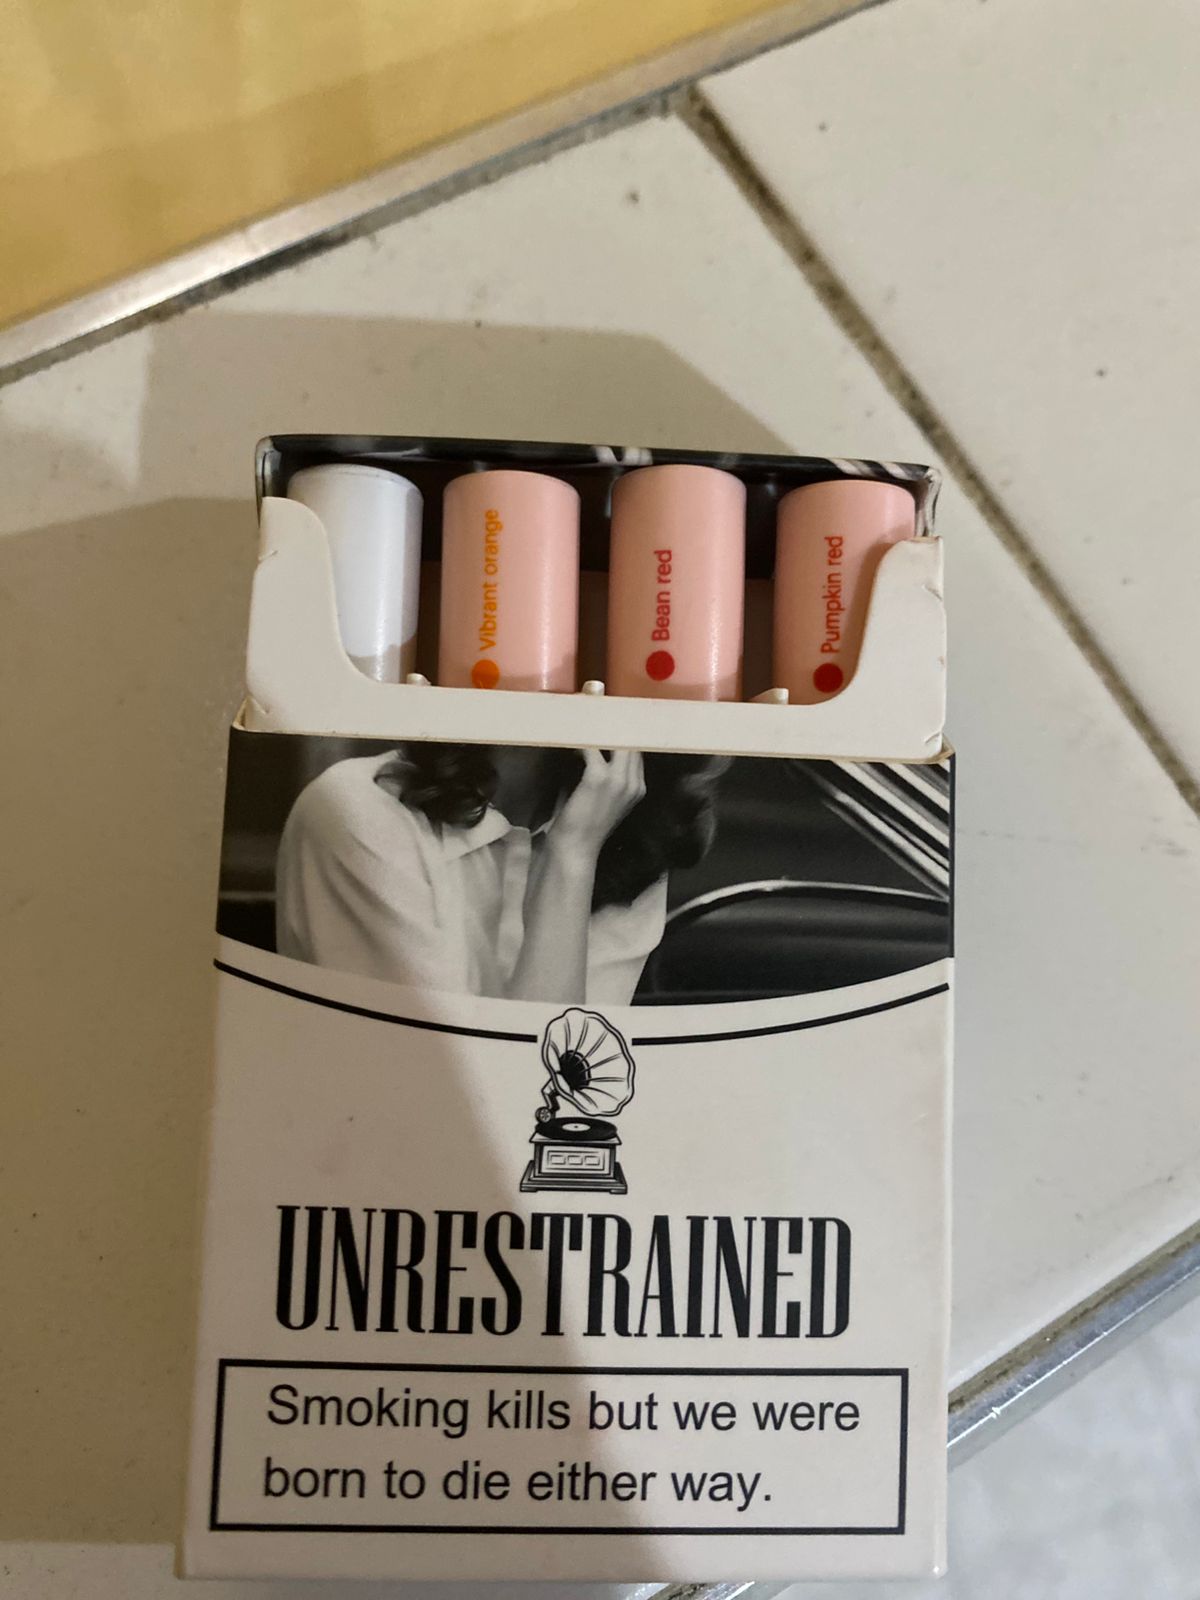 Vibrant orange
Bean red
Pumpkin red
UNRESTRAINED
Smoking kills but we were
born to die either way.